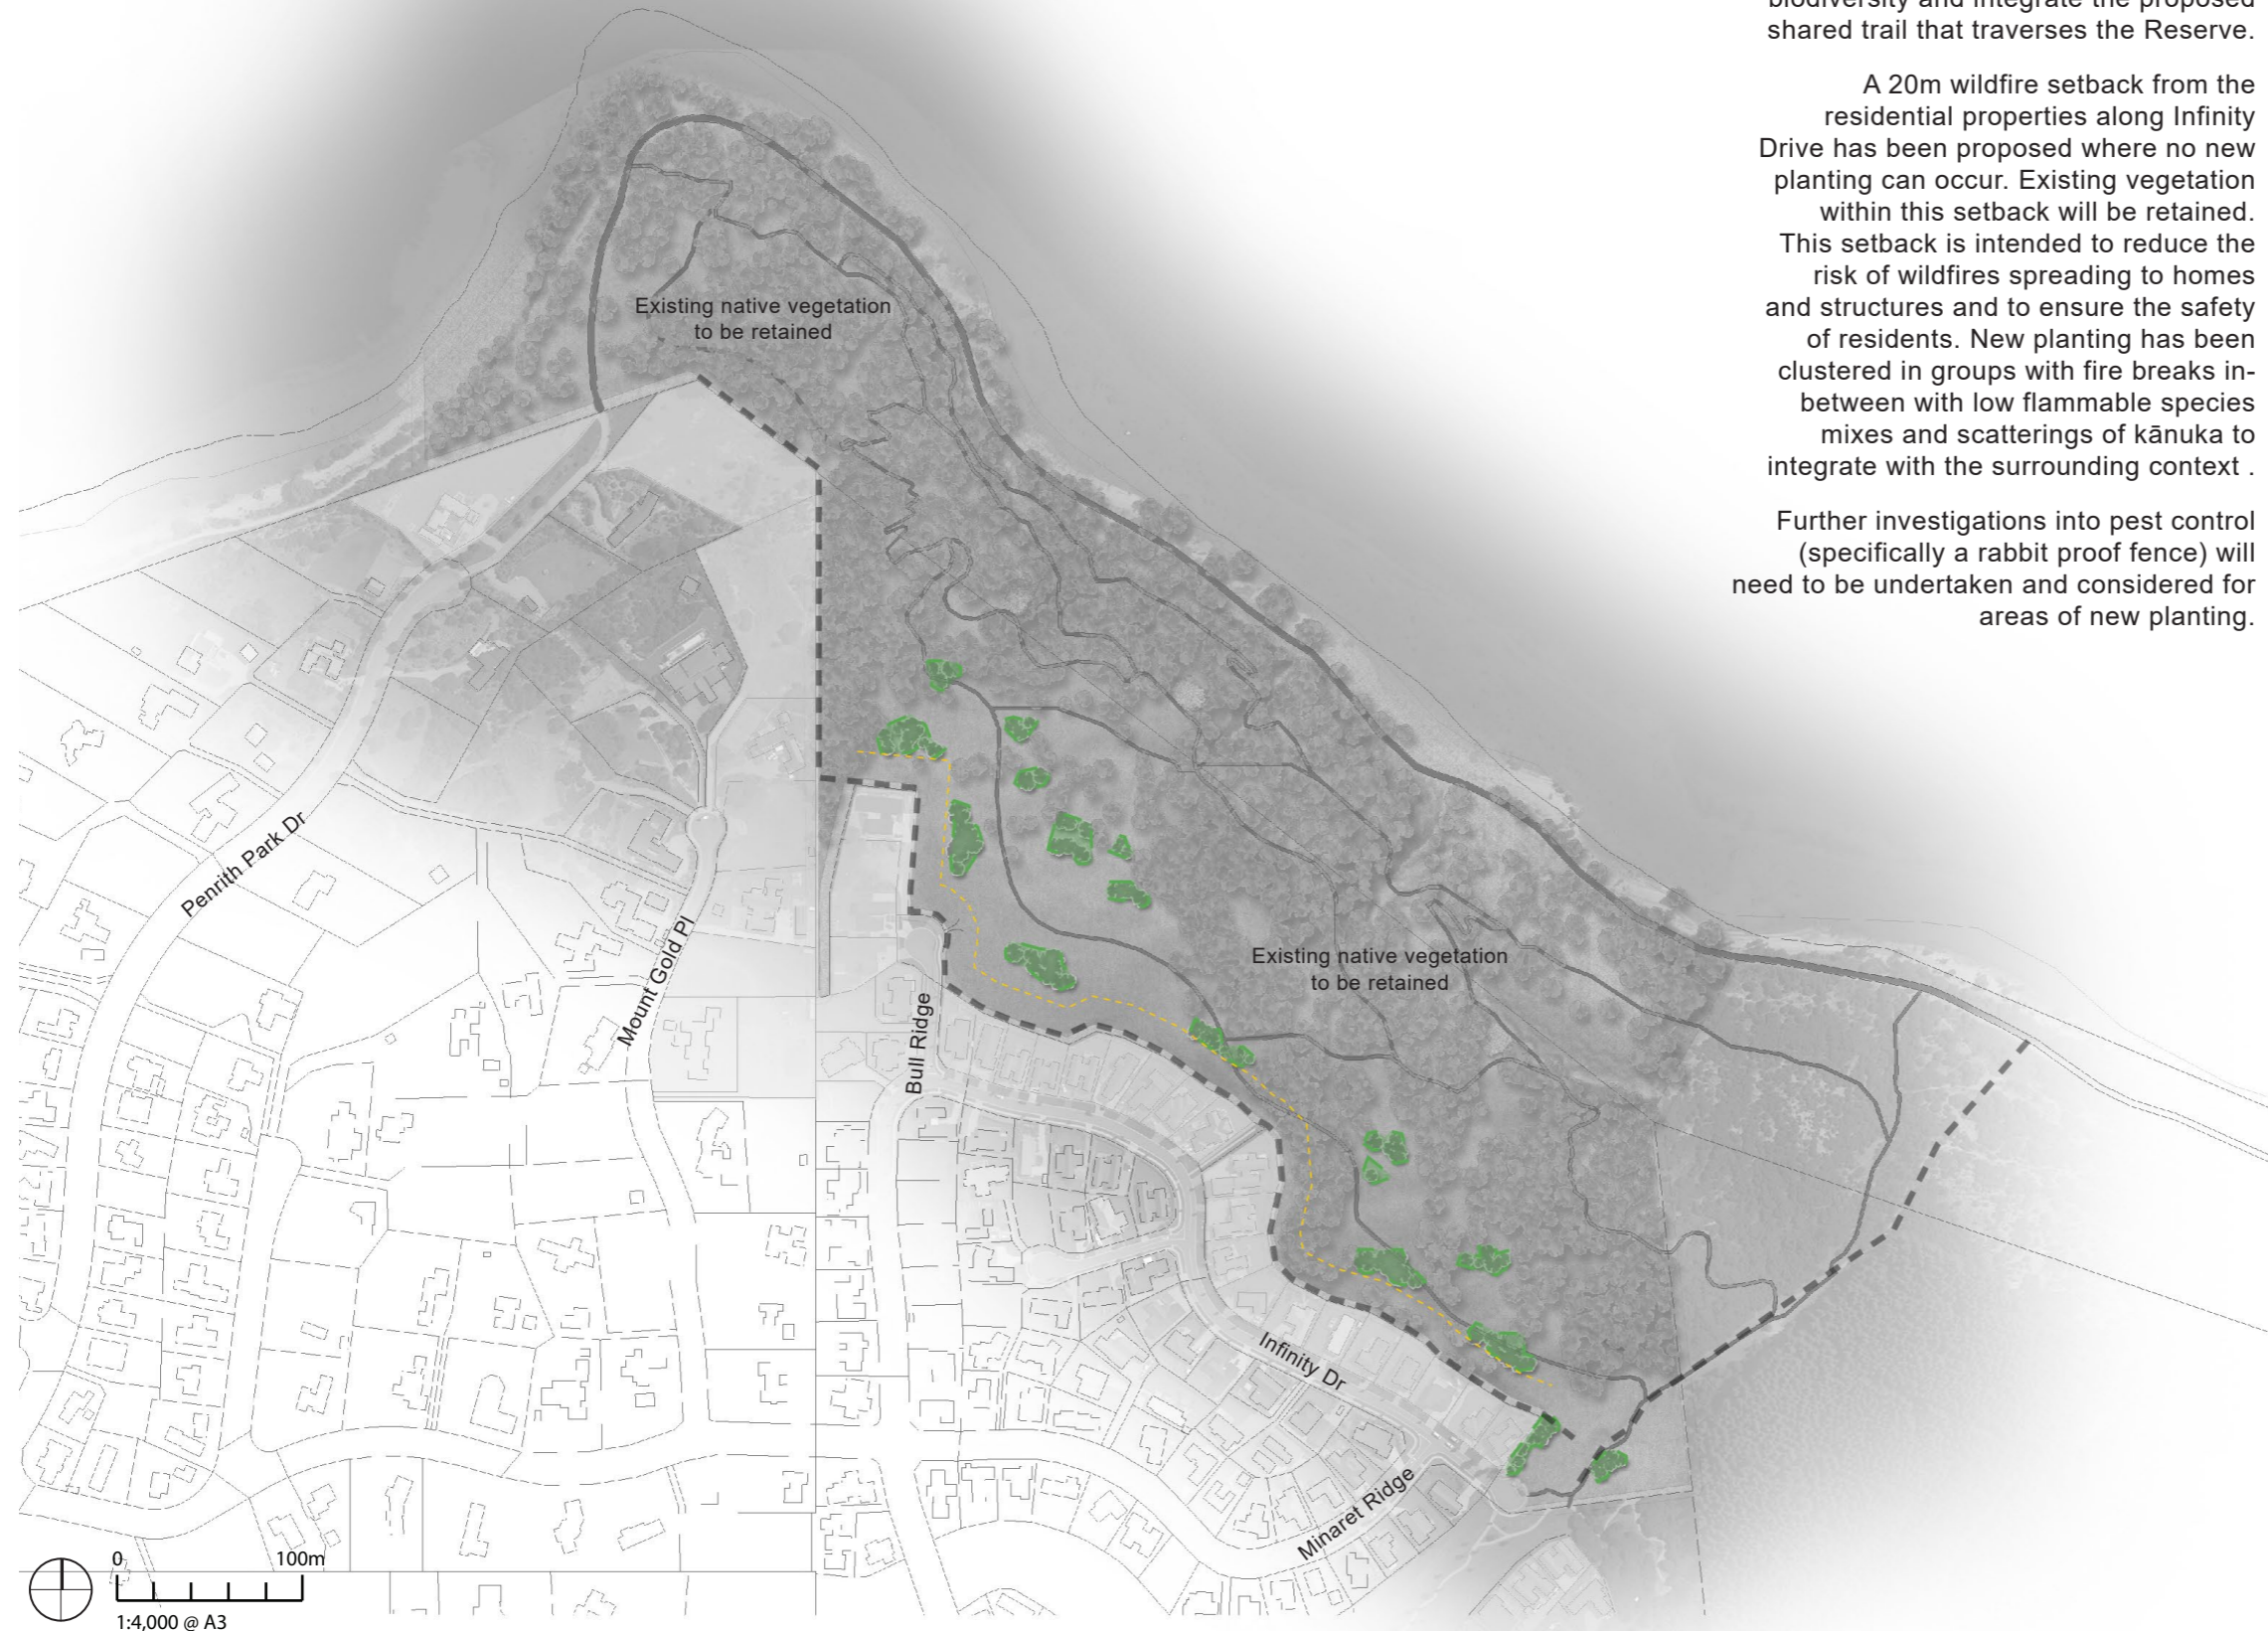 biodiversity and integrate the proposed
shared trail that traverses the Reserve.
A 20m wildfire setback from the
residential properties along Infinity
Drive has been proposed where no new
planting can occur. Existing vegetation
within this setback will be retained.
This setback is intended to reduce the
risk of wildfires spreading to homes
and structures and to ensure the safety
of residents. New planting has been
clustered in groups with fire breaks in-
between with low flammable species
mixes and scatterings of kānuka to
integrate with the surrounding context .
Further investigations into pest control
(specifically a rabbit proof fence) will
need to be undertaken and considered for
areas of new planting.
Existing native vegetation
to be retained
Penrith Park Dr
Mount Gold Pl
Bull Ridge
Existing native vegetation
to be retained
Infinity Dr
Minaret Ridge
0 100m
1:4,000 @ A3